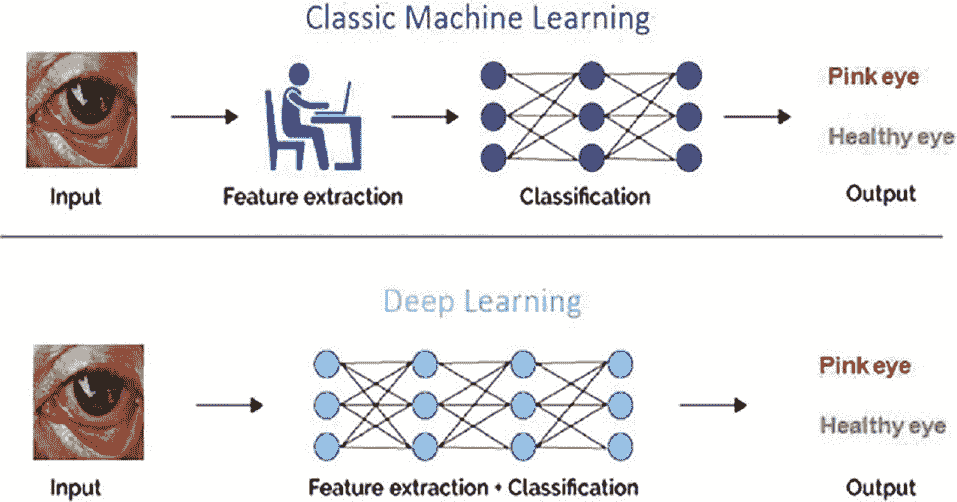 Classic Machine Learning
Pink eye
Healthy eye
Input
Feature extraction
Classification
Output
Deep Learning
Pink eye
Healthy eye
Input
Feature extraction + Classification
Output